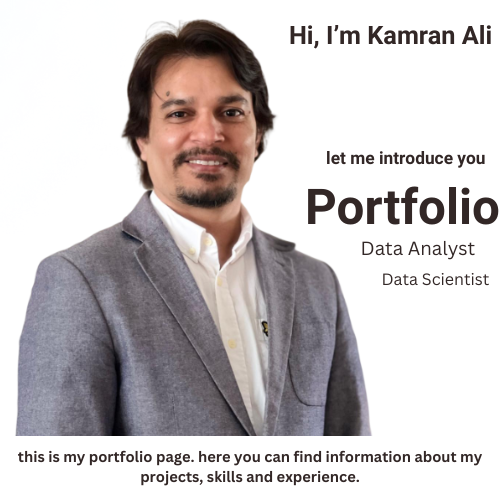 Hi, I’m Kamran Ali
let me introduce you
Portfolio
Data Analyst
Data Scientist
this is my portfolio page. here you can find information about my
projects, skills and experience.